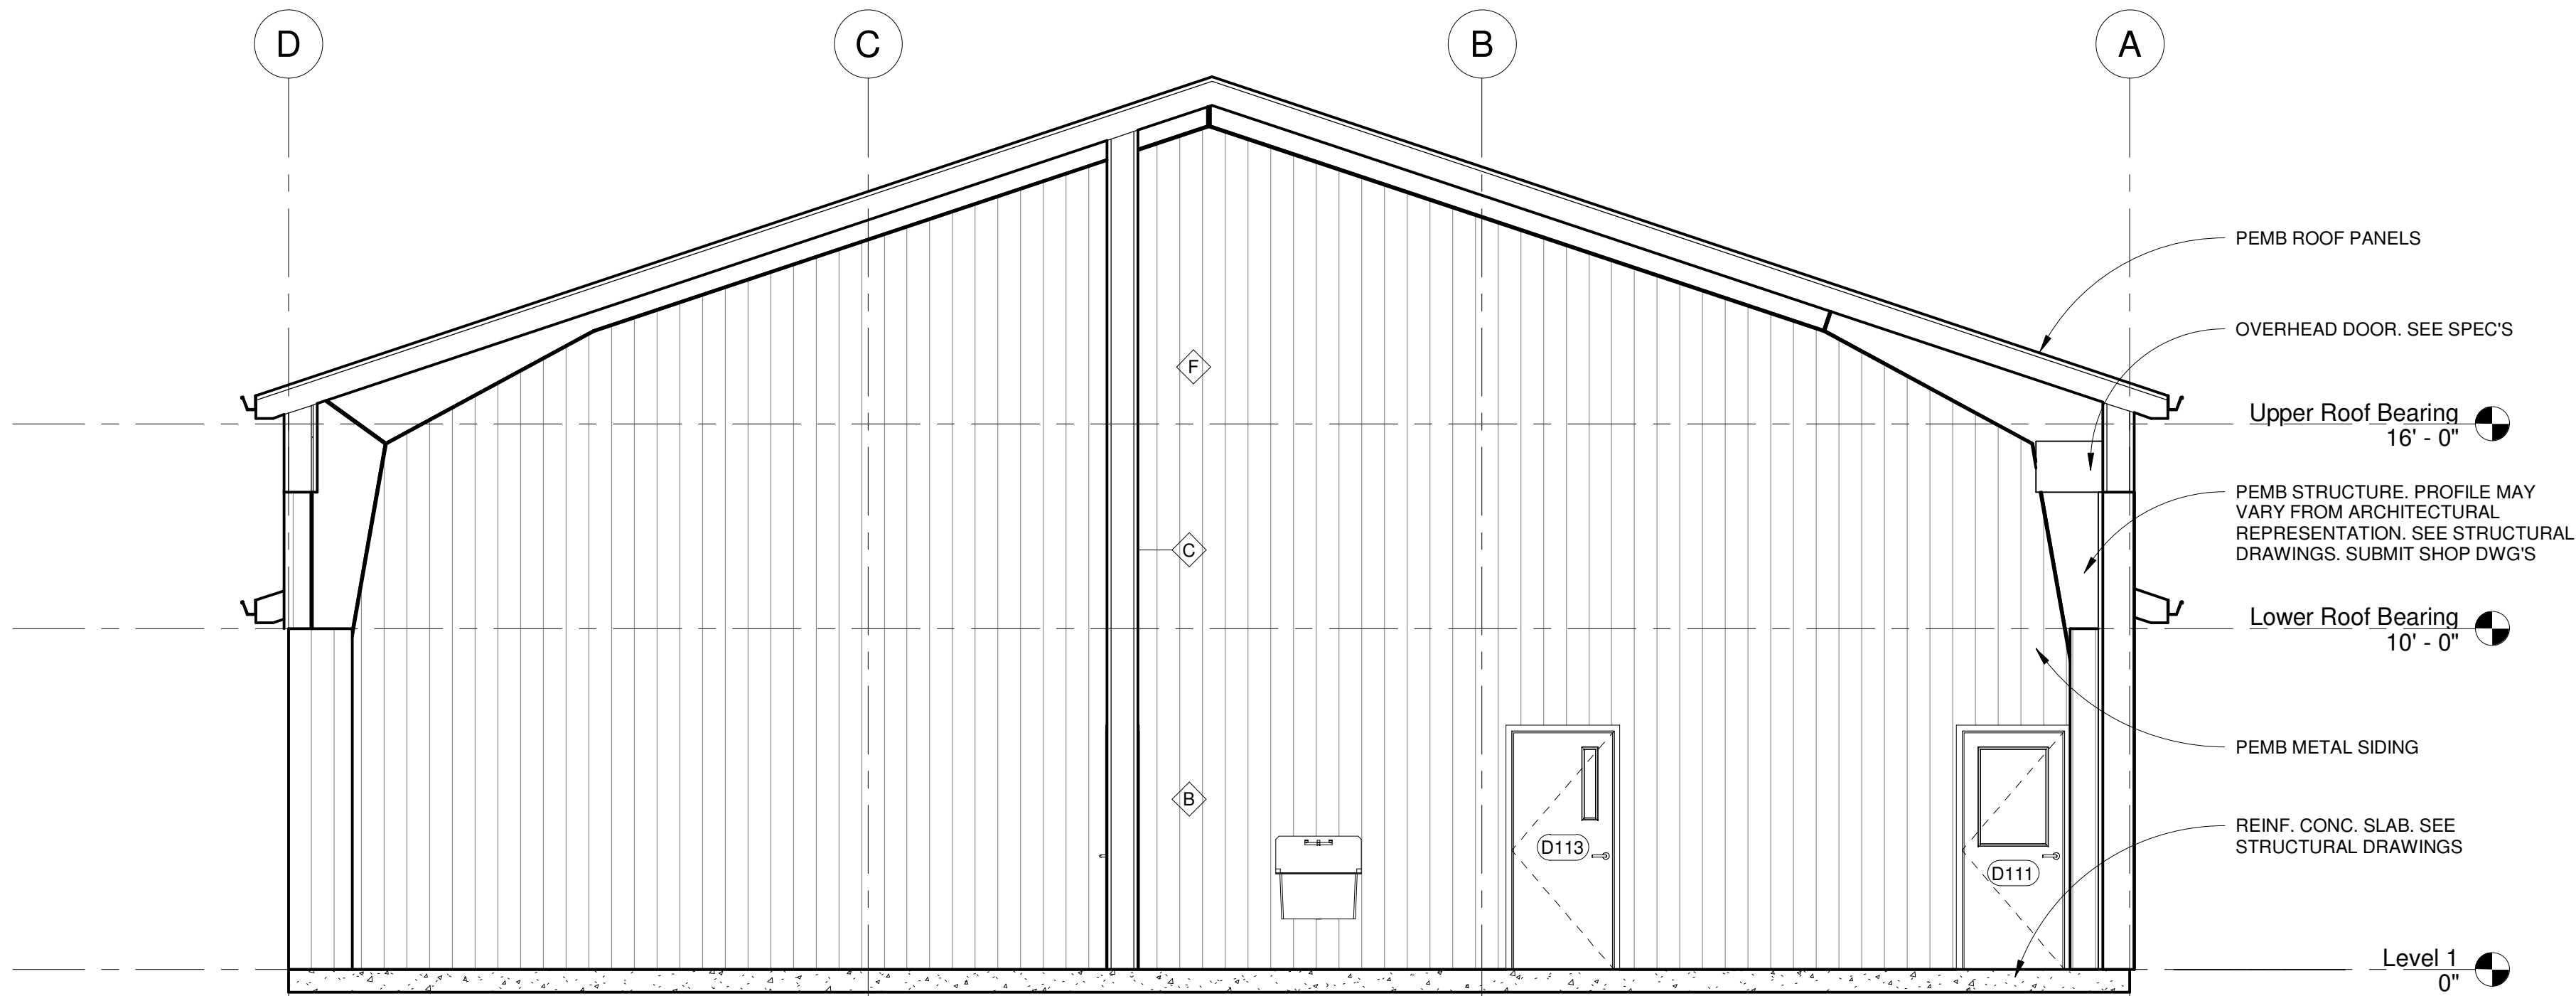 D
C
B
A
PEMB ROOF PANELS
OVERHEAD DOOR. SEE SPEC'S
F
Upper Roof Bearing
16' - 0"
PEMB STRUCTURE. PROFILE MAY
VARY FROM ARCHITECTURAL
REPRESENTATION. SEE STRUCTURAL
DRAWINGS. SUBMIT SHOP DWG'S
C
Lower Roof Bearing
10' - 0"
PEMB METAL SIDING
B
REINF. CONC. SLAB. SEE
STRUCTURAL DRAWINGS
D113
D111
Level 1
0"